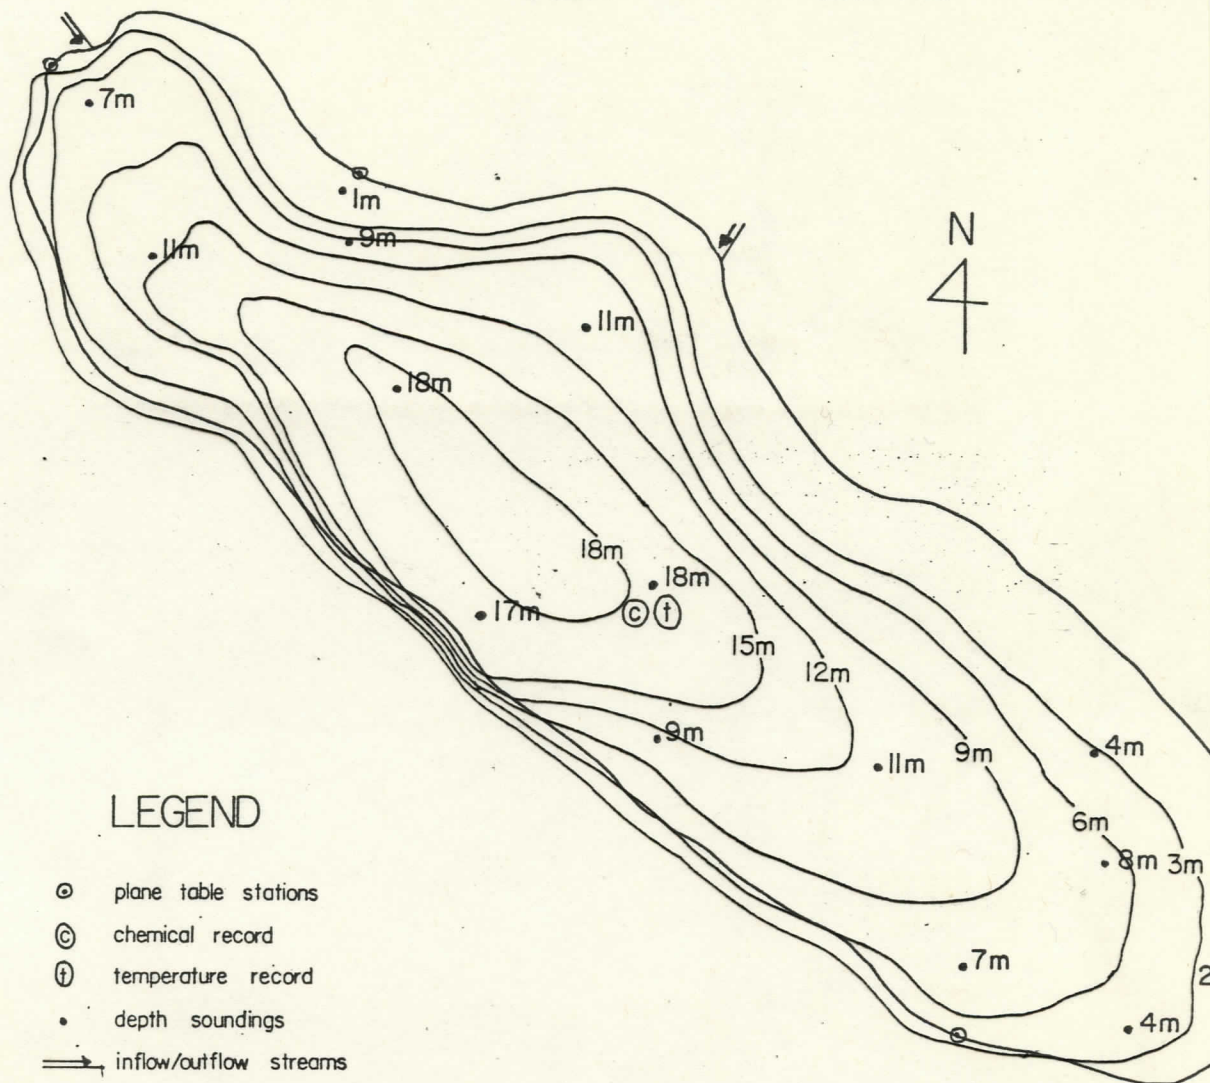 7m
1m
N
9m
11m
11m
18m
18m
18m
17m
15m
12m
9m
9m
4m
11m
6m
8m
3m
7m
2
4m
LEGEND
plane table stations
c chemical record
t temperature record
depth soundings
inflow/outflow streams
c t